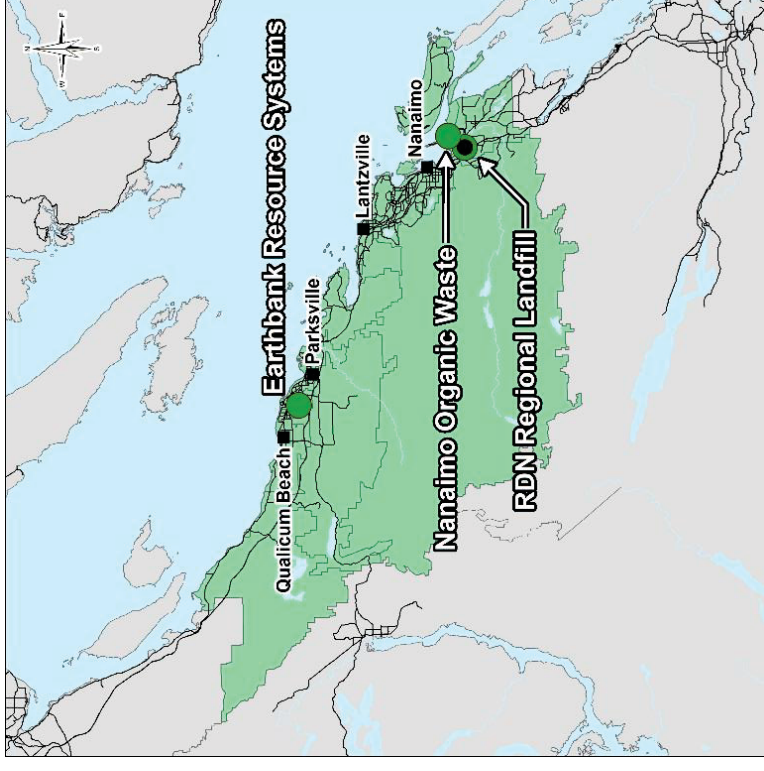 N
W
E
S
Earthbank Resource Systems
Qualicum Beach
Parksville
Lantzville
Nanaimo
Nanaimo Organic Waste
RDN Regional Landfill